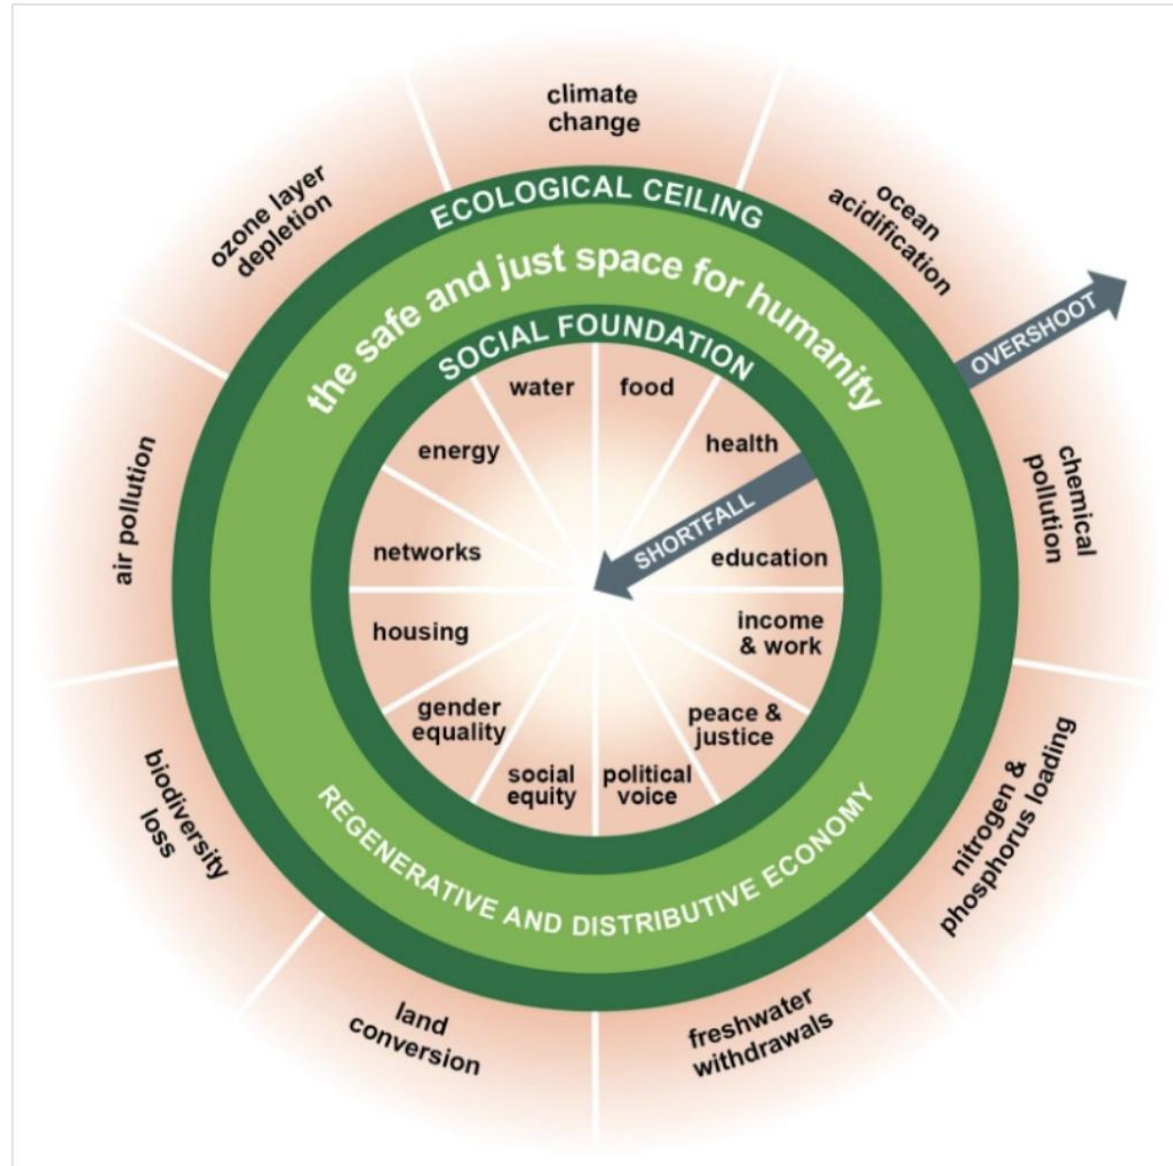 climate
change
ocean
acidification
OVERSHOOT
chemical
pollution
nitrogen &
phosphorus loading
freshwater
withdrawals
land
conversion
biodiversity
loss
air pollution
ozone layer
depletion
ECOLOGICAL CEILING
the safe and just space for humanity
SOCIAL FOUNDATION
water
food
health
SHORTFALL
education
income
& work
peace &
justice
political
voice
social
equity
gender
equality
housing
networks
energy
REGENERATIVE AND DISTRIBUTIVE ECONOMY